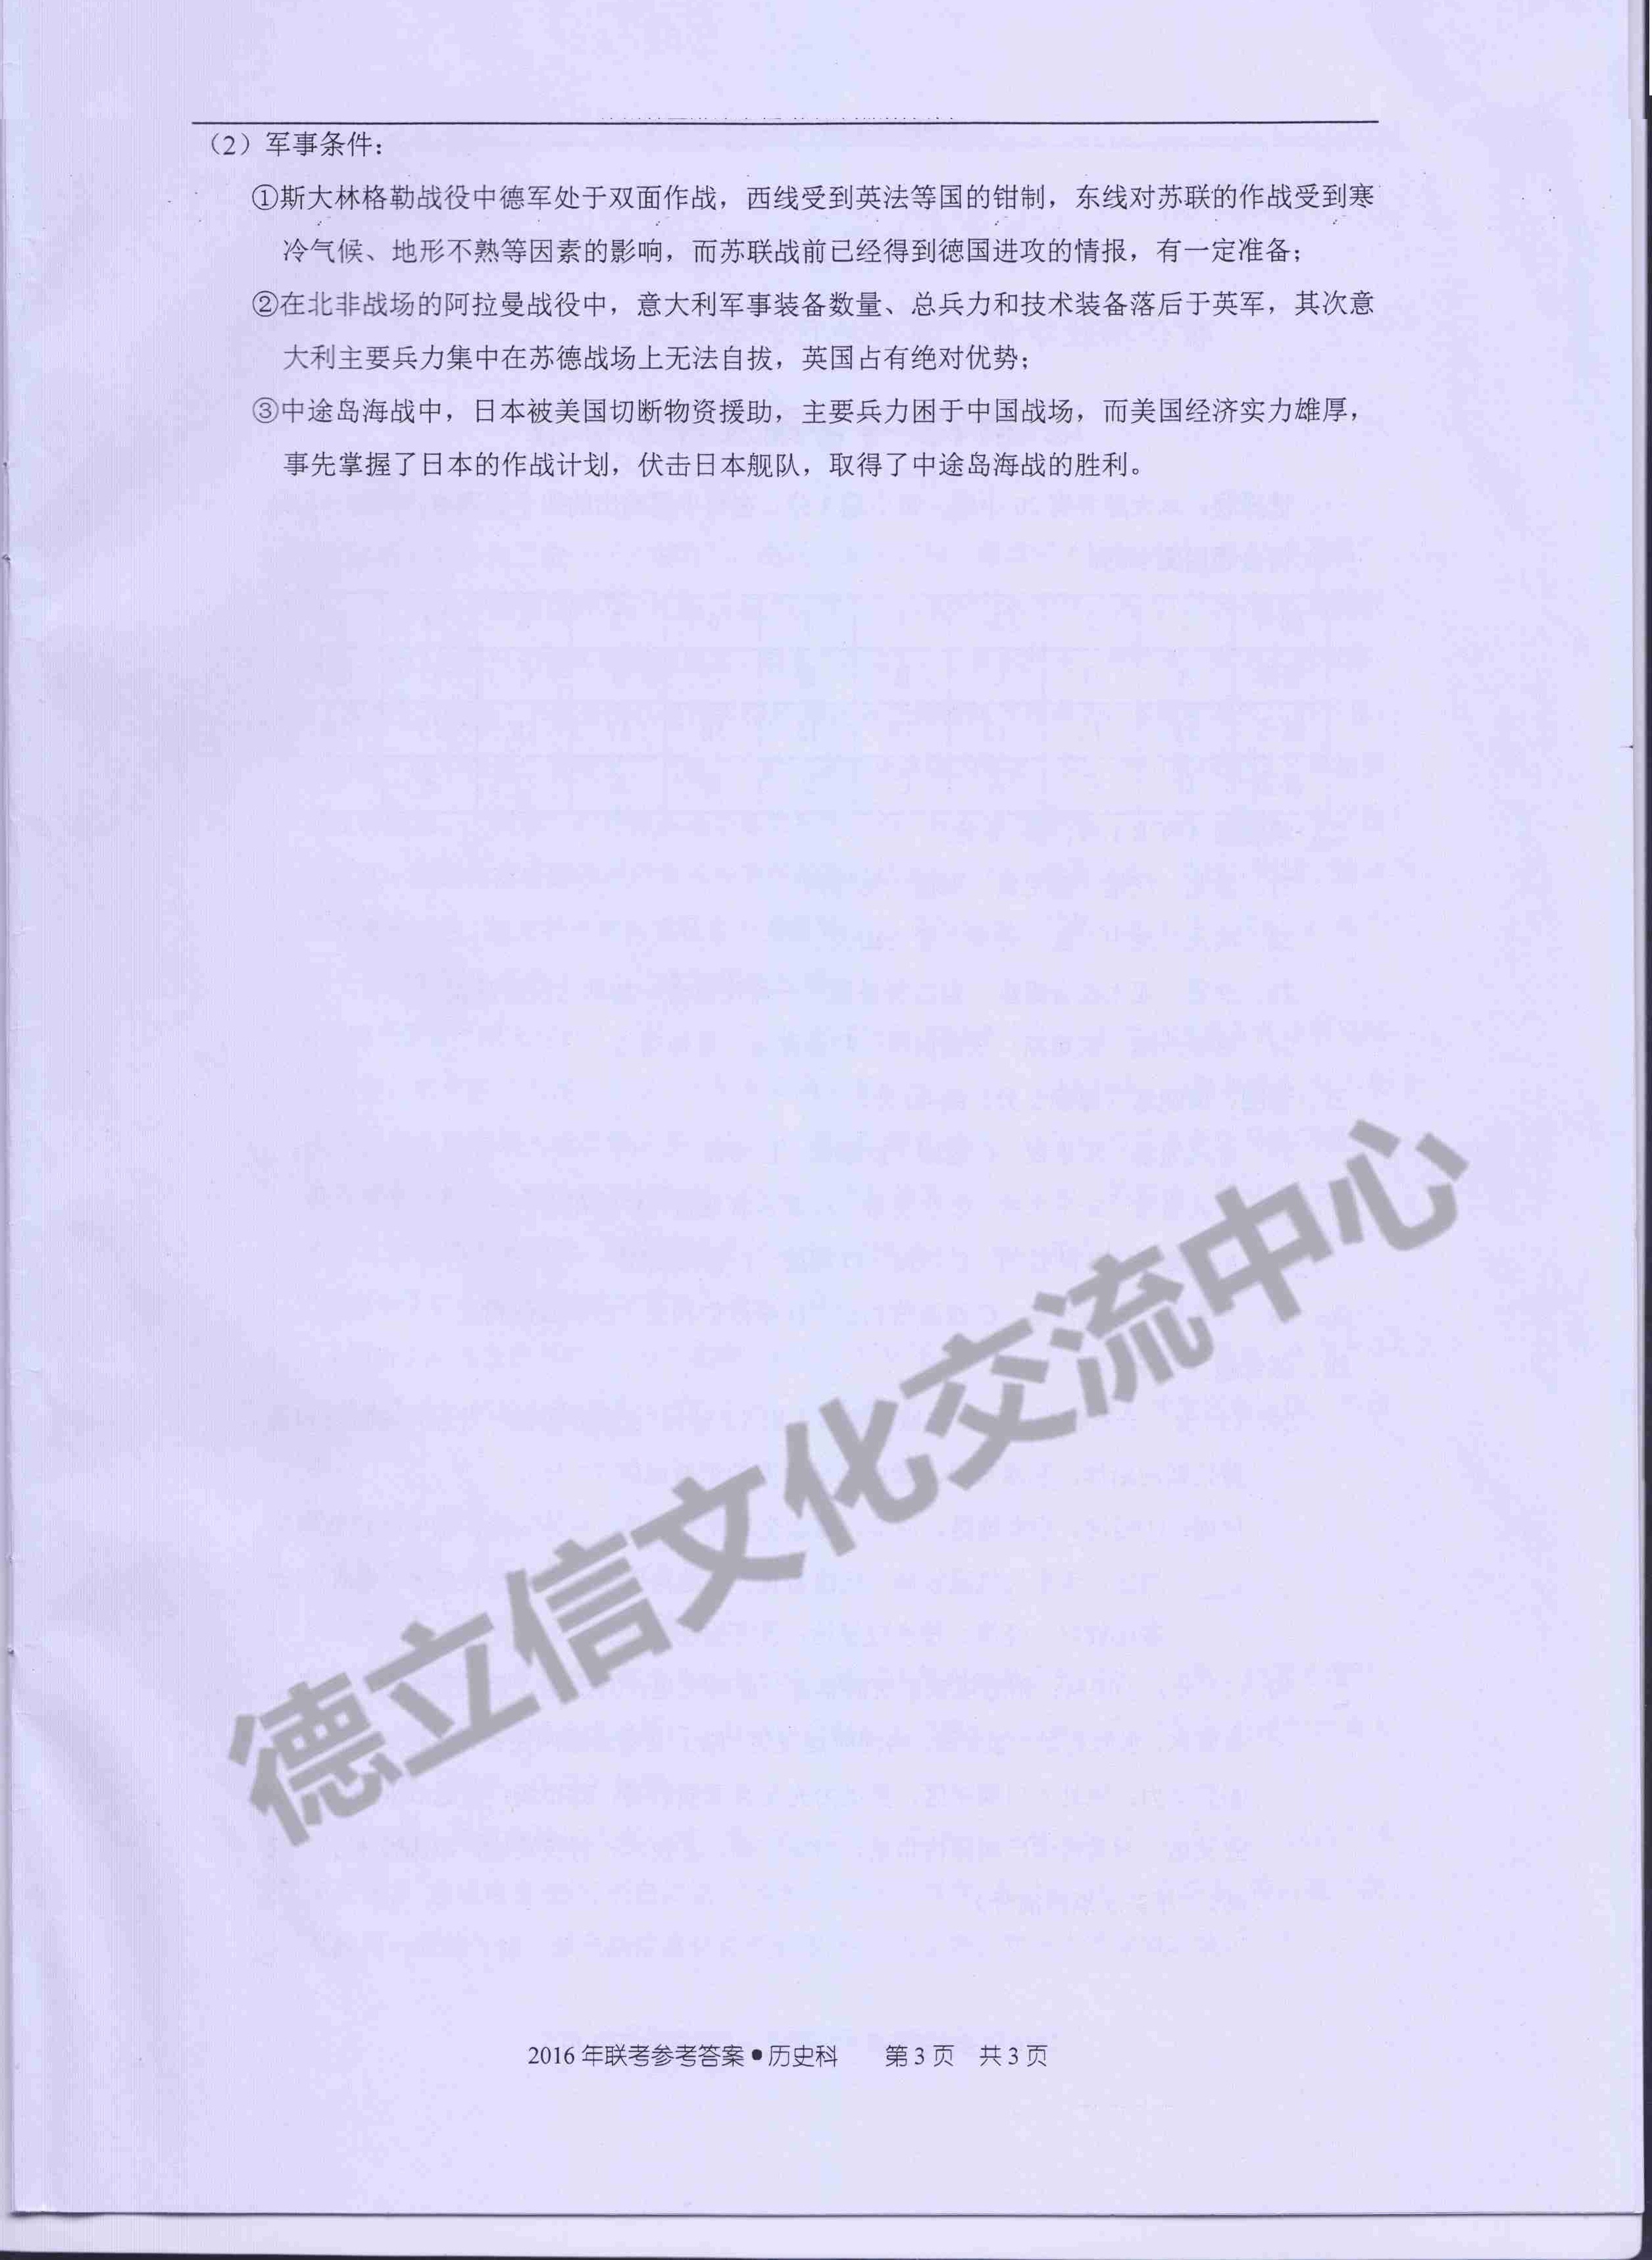 （2）军事条件：
①斯大林格勒战役中德军处于双面作战，西线受到英法等国的钳制，东线对苏联的作战受到寒
冷气候、地形不熟等因素的影响，而苏联战前已经得到德国进攻的情报，有一定准备；
②在北非战场的阿拉曼战役中，意大利军事装备数量、总兵力和技术装备落后于英军，其次意
大利主要兵力集中在苏德战场上无法自拔，英国占有绝对优势；
③中途岛海战中，日本被美国切断物资援助，主要兵力困于中国战场，而美国经济实力雄厚，
事先掌握了日本的作战计划，伏击日本舰队，取得了中途岛海战的胜利。
德立信文化交流中心
2016 年联考参考答案●历史科　第 3 页　共 3 页